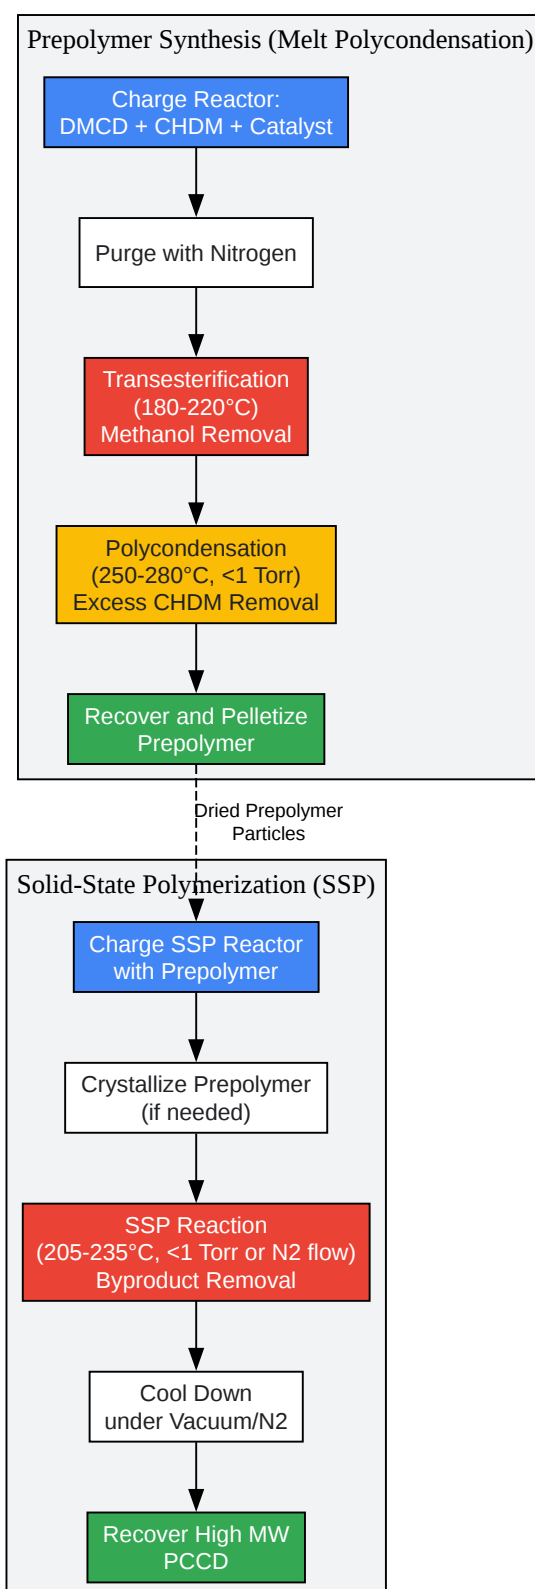 Prepolymer Synthesis (Melt Polycondensation)
Charge Reactor:
DMCD + CHDM + Catalyst
Purge with Nitrogen
Transesterification
(180-220°C)
Methanol Removal
Polycondensation
(250-280°C, <1 Torr)
Excess CHDM Removal
Recover and Pelletize
Prepolymer
Dried Prepolymer
Particles
Solid-State Polymerization (SSP)
Charge SSP Reactor
with Prepolymer
Crystallize Prepolymer
(if needed)
SSP Reaction
(205-235°C, <1 Torr or N2 flow)
Byproduct Removal
Cool Down
under Vacuum/N2
Recover High MW
PCCD